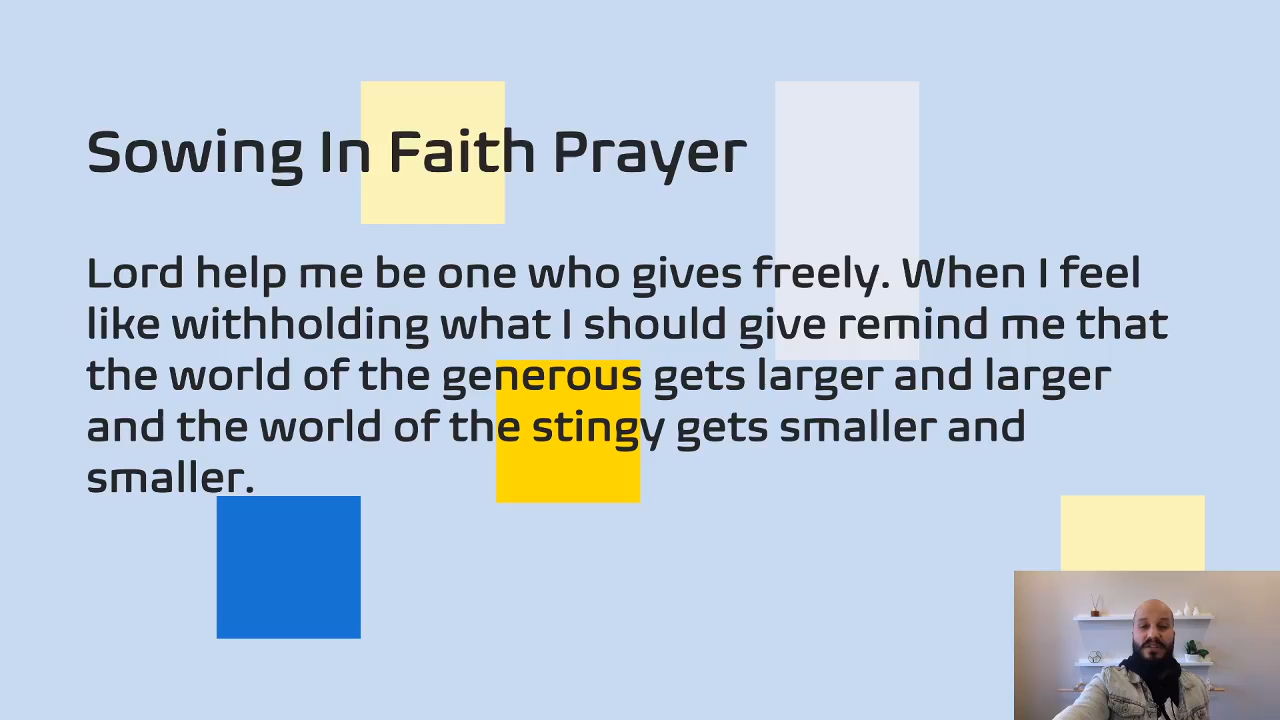 Sowing In Faith Prayer
Lord help me be one who gives freely. When I feel
like withholding what I should give remind me that
the world of the generous gets larger and larger
and the world of the stingy gets smaller and
smaller.